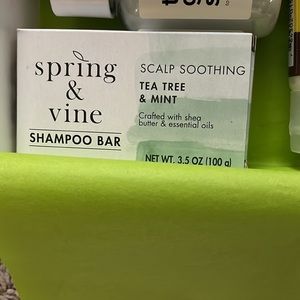 spring
&
vine
SHAMPOO BAR
SCALP SOOTHING
TEA TREE
& MINT
Crafted with shea
butter & essential oils
NET WT. 3.5 OZ (100 g)